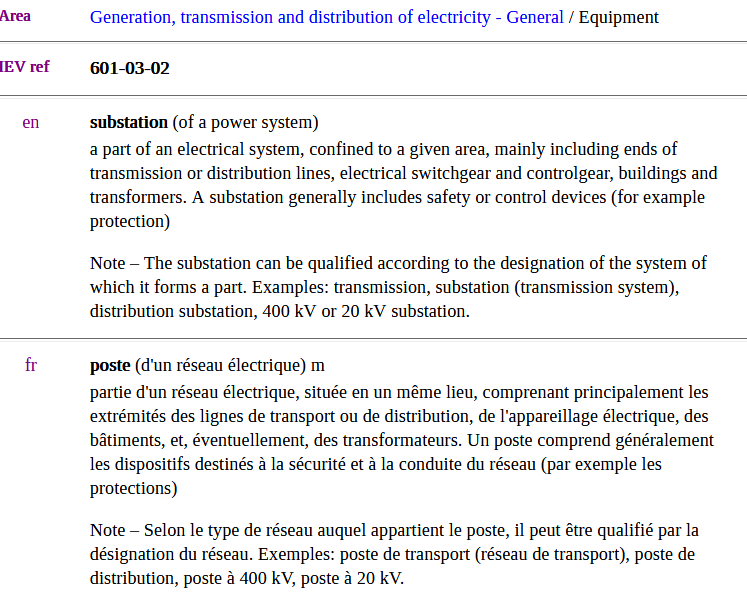 Area Generation, transmission and distribution of electricity - General / Equipment
IEV ref 601-03-02
en substation (of a power system)
a part of an electrical system, confined to a given area, mainly including ends of
transmission or distribution lines, electrical switchgear and controlgear, buildings and
transformers. A substation generally includes safety or control devices (for example
protection)
Note – The substation can be qualified according to the designation of the system of
which it forms a part. Examples: transmission, substation (transmission system),
distribution substation, 400 kV or 20 kV substation.
fr poste (d'un réseau électrique) m
partie d'un réseau électrique, située en un même lieu, comprenant principalement les
extrémités des lignes de transport ou de distribution, de l'appareillage électrique, des
bâtiments, et, éventuellement, des transformateurs. Un poste comprend généralement
les dispositifs destinés à la sécurité et à la conduite du réseau (par exemple les
protections)
Note – Selon le type de réseau auquel appartient le poste, il peut être qualifié par la
désignation du réseau. Exemples: poste de transport (réseau de transport), poste de
distribution, poste à 400 kV, poste à 20 kV.